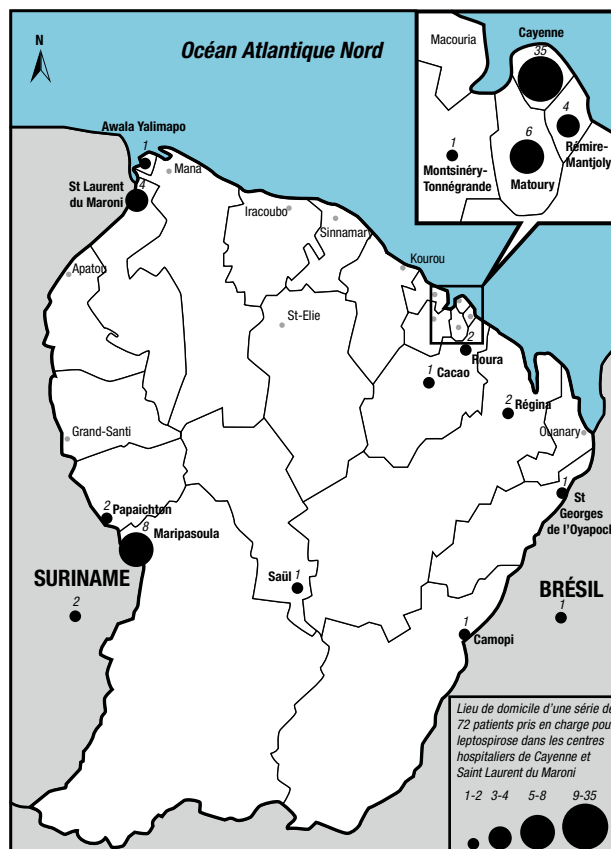 N
Océan Atlantique Nord
Macouria
Cayenne
35
4
Rémire-
Mantjoly
6
Matoury
1
Montsinéry-
Tonnégrande
Awala Yalimapo
1
Mana
St Laurent
du Maroni
4
Iracoubo
Sinnamary
Kourou
Apatou
St-Elie
2
Roura
1
Cacao
2
Régina
Ouanary
Grand-Santi
1
St
Georges
de l'Oyapock
2
Papaichton
8
Maripasoula
SURINAME
2
Saül
1
BRÉSIL
1
1
Camopi
Lieu de domicile d'une série de
72 patients pris en charge pour
leptospirose dans les centres
hospitaliers de Cayenne et
Saint Laurent du Maroni
1-2 3-4 5-8 9-35